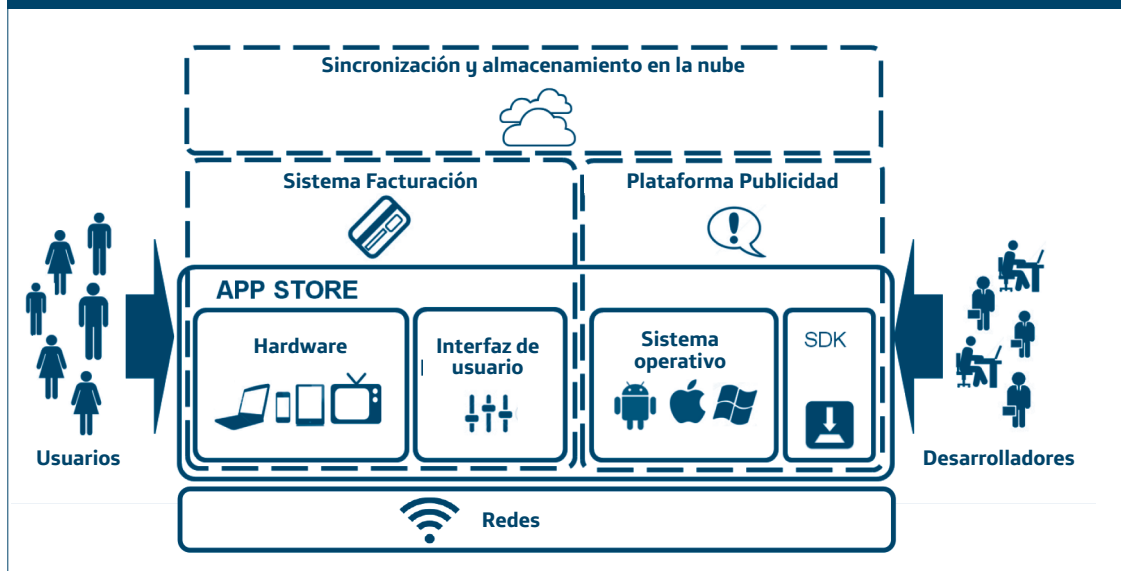 Sincronización y almacenamiento en la nube
Sistema Facturación
Plataforma Publicidad
APP STORE
Hardware
Interfaz de
usuario
Sistema
operativo
SDK
Usuarios
Desarrolladores
Redes